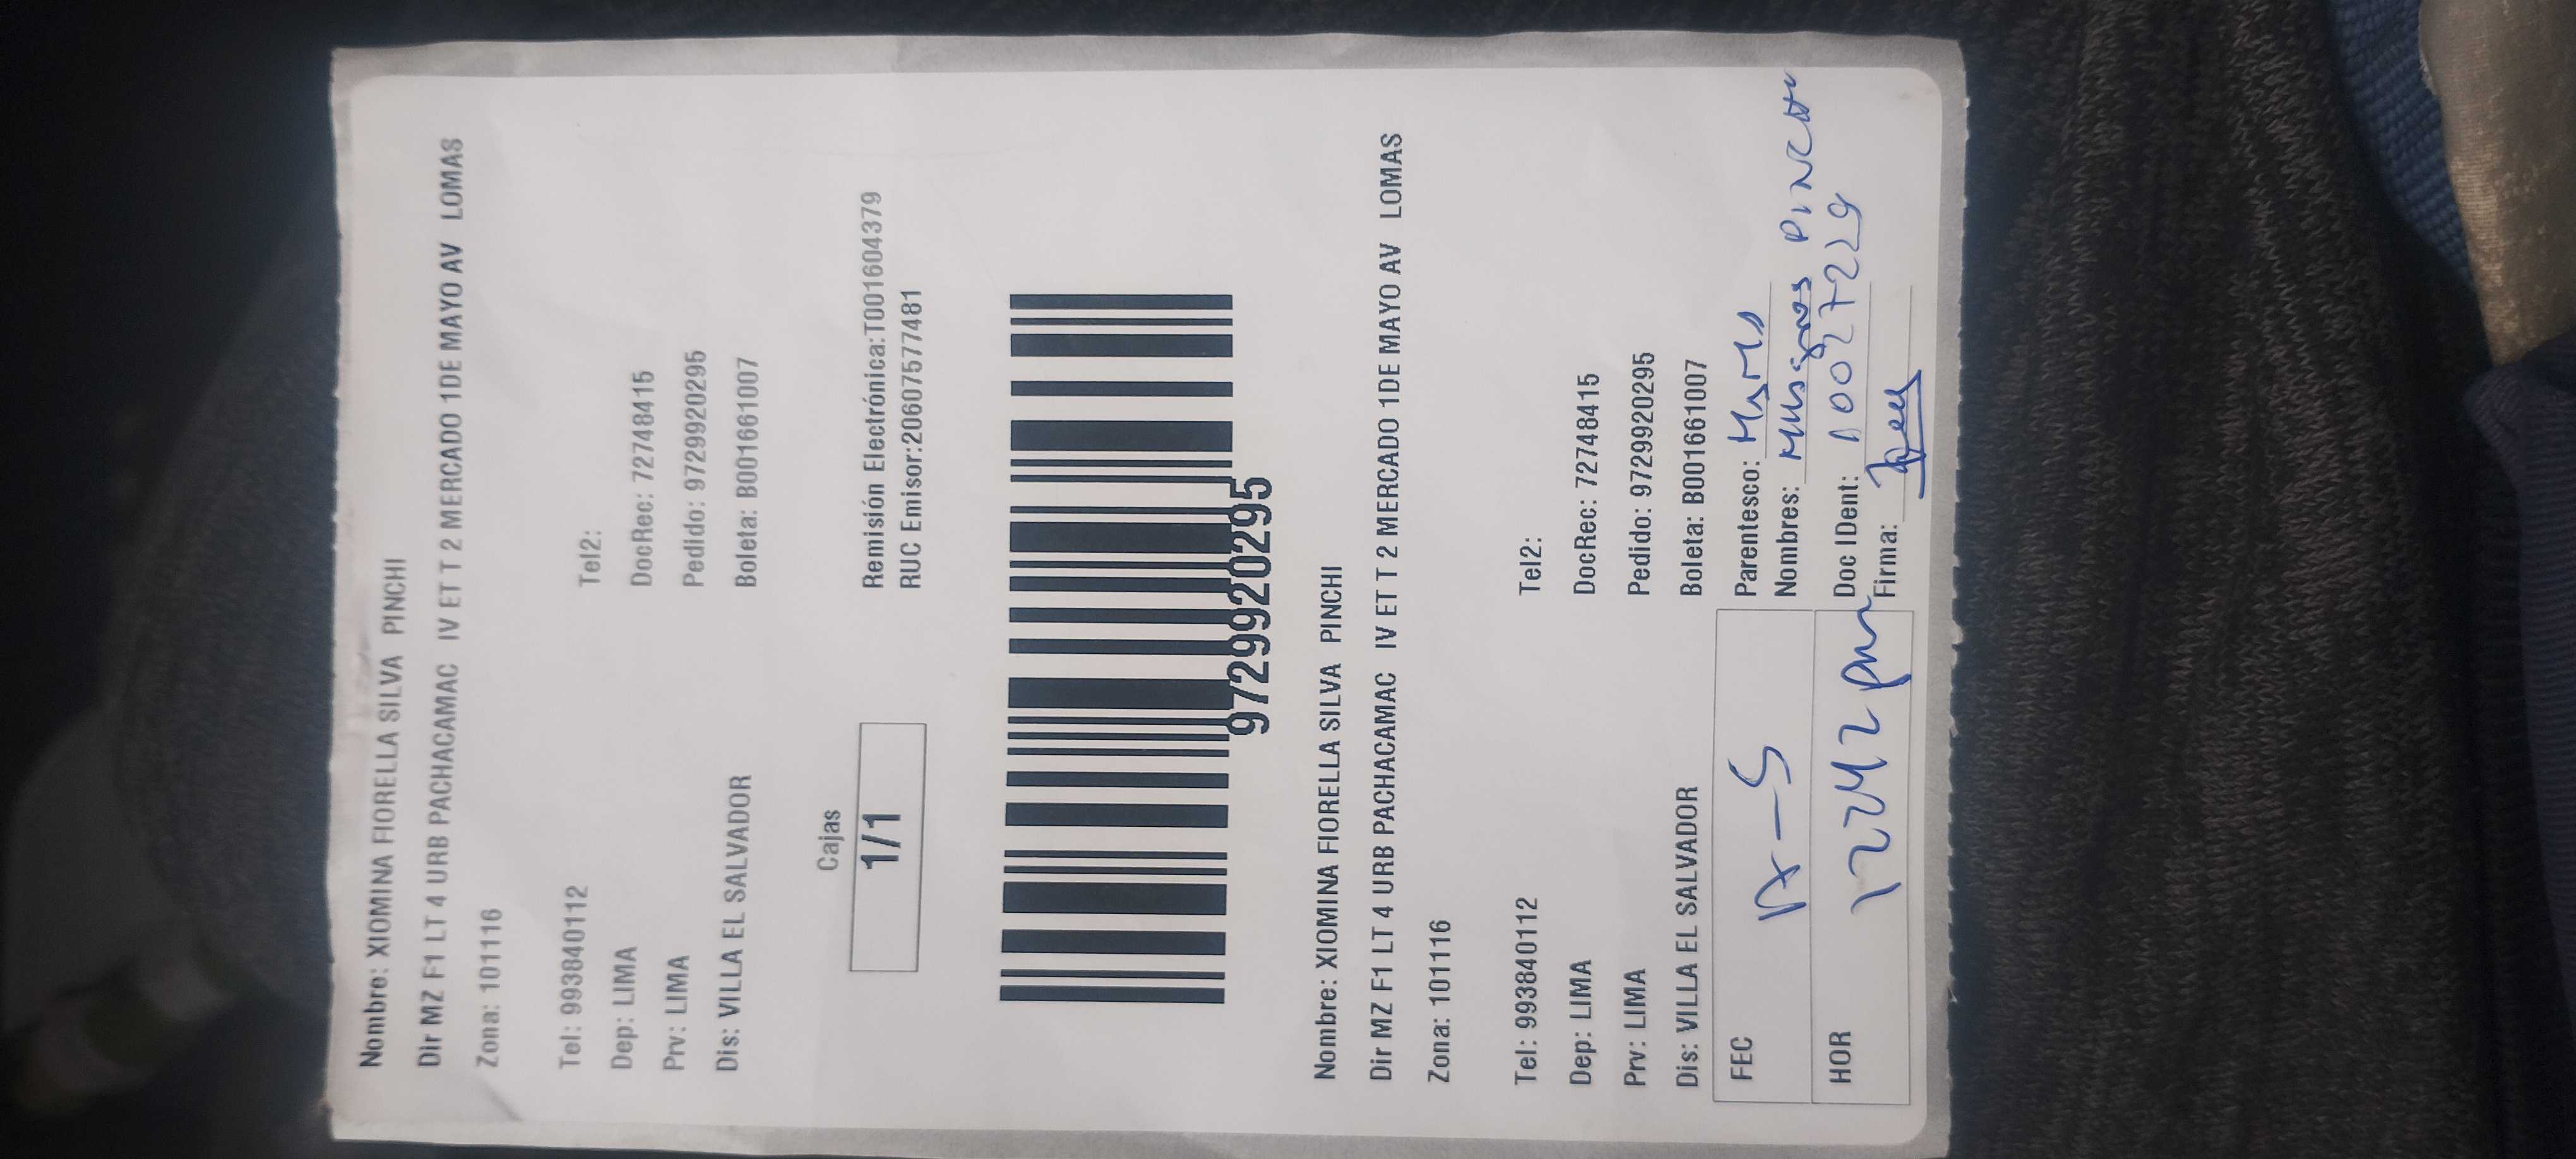 Nombre: XIOMINA FIORELLA SILVA PINCHI
Dir MZ F1 LT 4 URB PACHACAMAC IV ET T 2 MERCADO 1DE MAYO AV LOMAS
Zona: 101116
Tel: 993840112 Tel2:
Dep: LIMA DocRec: 72748415
Prv: LIMA Pedido: 972992029​5
Dis: VILLA EL SALVADOR Boleta: B001661007
Cajas
1/1
Remisión Electrónica:T001604379
RUC Emisor:20607577481
9729920295
Nombre: XIOMINA FIORELLA SILVA PINCHI
Dir MZ F1 LT 4 URB PACHACAMAC IV ET T 2 MERCADO 1DE MAYO AV LOMAS
Zona: 101116
Tel: 993840112 Tel2:
Dep: LIMA DocRec: 72748415
Prv: LIMA Pedido: 9729920295
Dis: VILLA EL SALVADOR Boleta: B001661007
FEC
Parentesco:
Nombres: PINCHI
HOR
Doc IDent: 00272229
Firma: